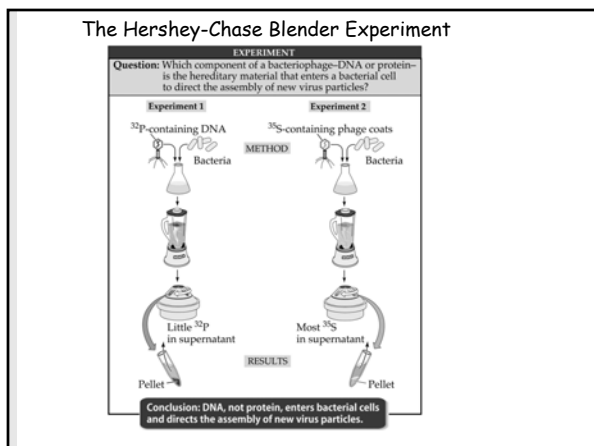 The Hershey-Chase Blender Experiment
EXPERIMENT
Question: Which component of a bacteriophage–DNA or protein–
is the hereditary material that enters a bacterial cell
to direct the assembly of new virus particles?
Experiment 1
Experiment 2
³²P-containing DNA
³⁵S-containing phage coats
METHOD
Bacteria
Bacteria
Little ³²P
in supernatant
Most ³⁵S
in supernatant
RESULTS
Pellet
Pellet
Conclusion: DNA, not protein, enters bacterial cells
and directs the assembly of new virus particles.